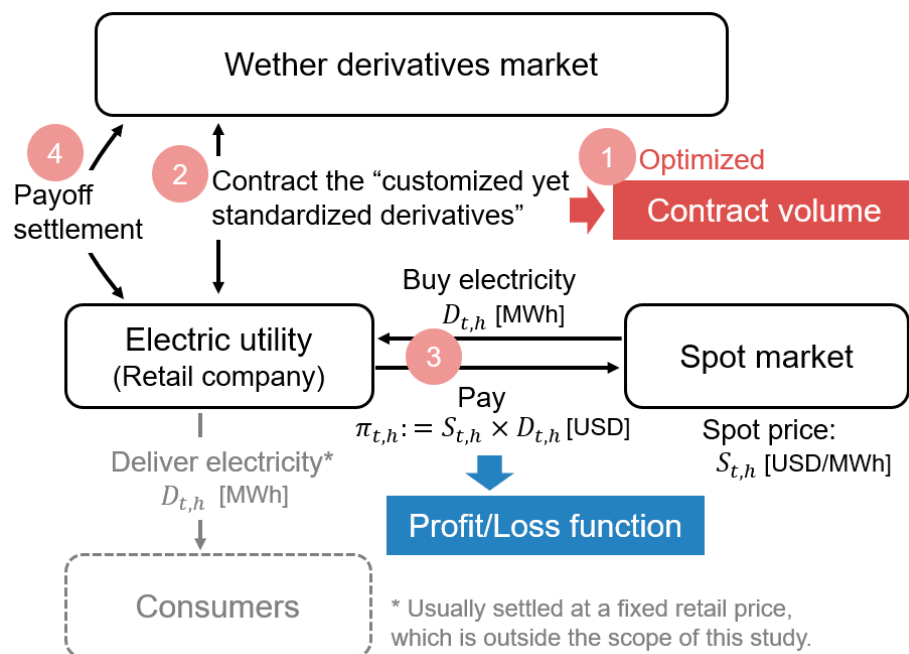 Wether derivatives market
4
Payoff
settlement
2
Contract the “customized yet
standardized derivatives”
1
Optimized
Contract volume
Electric utility
(Retail company)
Buy electricity
D_{t,h} [MWh]
3
Pay
π_{t,h}: = S_{t,h} × D_{t,h} [USD]
Spot market
Spot price:
S_{t,h} [USD/MWh]
Profit/Loss function
Deliver electricity*
D_{t,h} [MWh]
Consumers
* Usually settled at a fixed retail price,
which is outside the scope of this study.